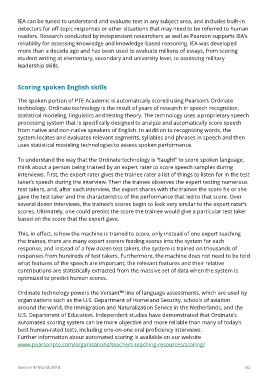 IEA can be tuned to understand and evaluate text in any subject area, and includes built-in
detectors for off-topic responses or other situations that may need to be referred to human
readers. Research conducted by independent researchers as well as Pearson supports IEA's
reliability for assessing knowledge and knowledge-based reasoning. IEA was developed
more than a decade ago and has been used to evaluate millions of essays, from scoring
student writing at elementary, secondary and university level, to assessing military
leadership skills.
Scoring spoken English skills
The spoken portion of PTE Academic is automatically scored using Pearson's Ordinate
technology. Ordinate technology is the result of years of research in speech recognition,
statistical modeling, linguistics and testing theory. The technology uses a proprietary speech
processing system that is specifically designed to analyze and automatically score speech
from native and non-native speakers of English. In addition to recognizing words, the
system locates and evaluates relevant segments, syllables and phrases in speech and then
uses statistical modeling technologies to assess spoken performance.
To understand the way that the Ordinate technology is "taught" to score spoken language,
think about a person being trained by an expert rater to score speech samples during
interviews. First, the expert rater gives the trainee rater a list of things to listen for in the test
taker's speech during the interview. Then the trainee observes the expert testing numerous
test takers, and, after each interview, the expert shares with the trainee the score he or she
gave the test taker and the characteristics of the performance that led to that score. Over
several dozen interviews, the trainee's scores begin to look very similar to the expert rater's
scores. Ultimately, one could predict the score the trainee would give a particular test taker
based on the score that the expert gave.
This, in effect, is how the machine is trained to score, only instead of one expert teaching
the trainee, there are many expert scorers feeding scores into the system for each
response, and instead of a few dozen test takers, the system is trained on thousands of
responses from hundreds of test takers. Furthermore, the machine does not need to be told
what features of the speech are important; the relevant features and their relative
contributions are statistically extracted from the massive set of data when the system is
optimized to predict human scores.
Ordinate technology powers the Versant™ line of language assessments, which are used by
organizations such as the U.S. Department of Homeland Security, schools of aviation
around the world, the Immigration and Naturalization Service in the Netherlands, and the
U.S. Department of Education. Independent studies have demonstrated that Ordinate's
automated scoring system can be more objective and more reliable than many of today's
best human-rated tests, including one-on-one oral proficiency interviews.
Further information about automated scoring is available on our website
www.pearsonpte.com/organisations/teachers-teaching-resources/scoring/